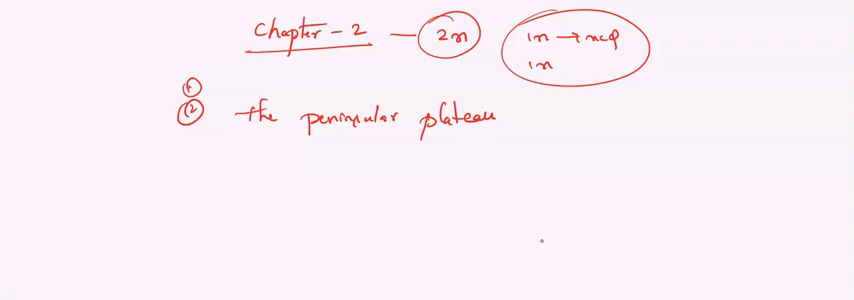 Chapter - 2 — 2m
1m → mcq
1m
①
② the peninsular plateau